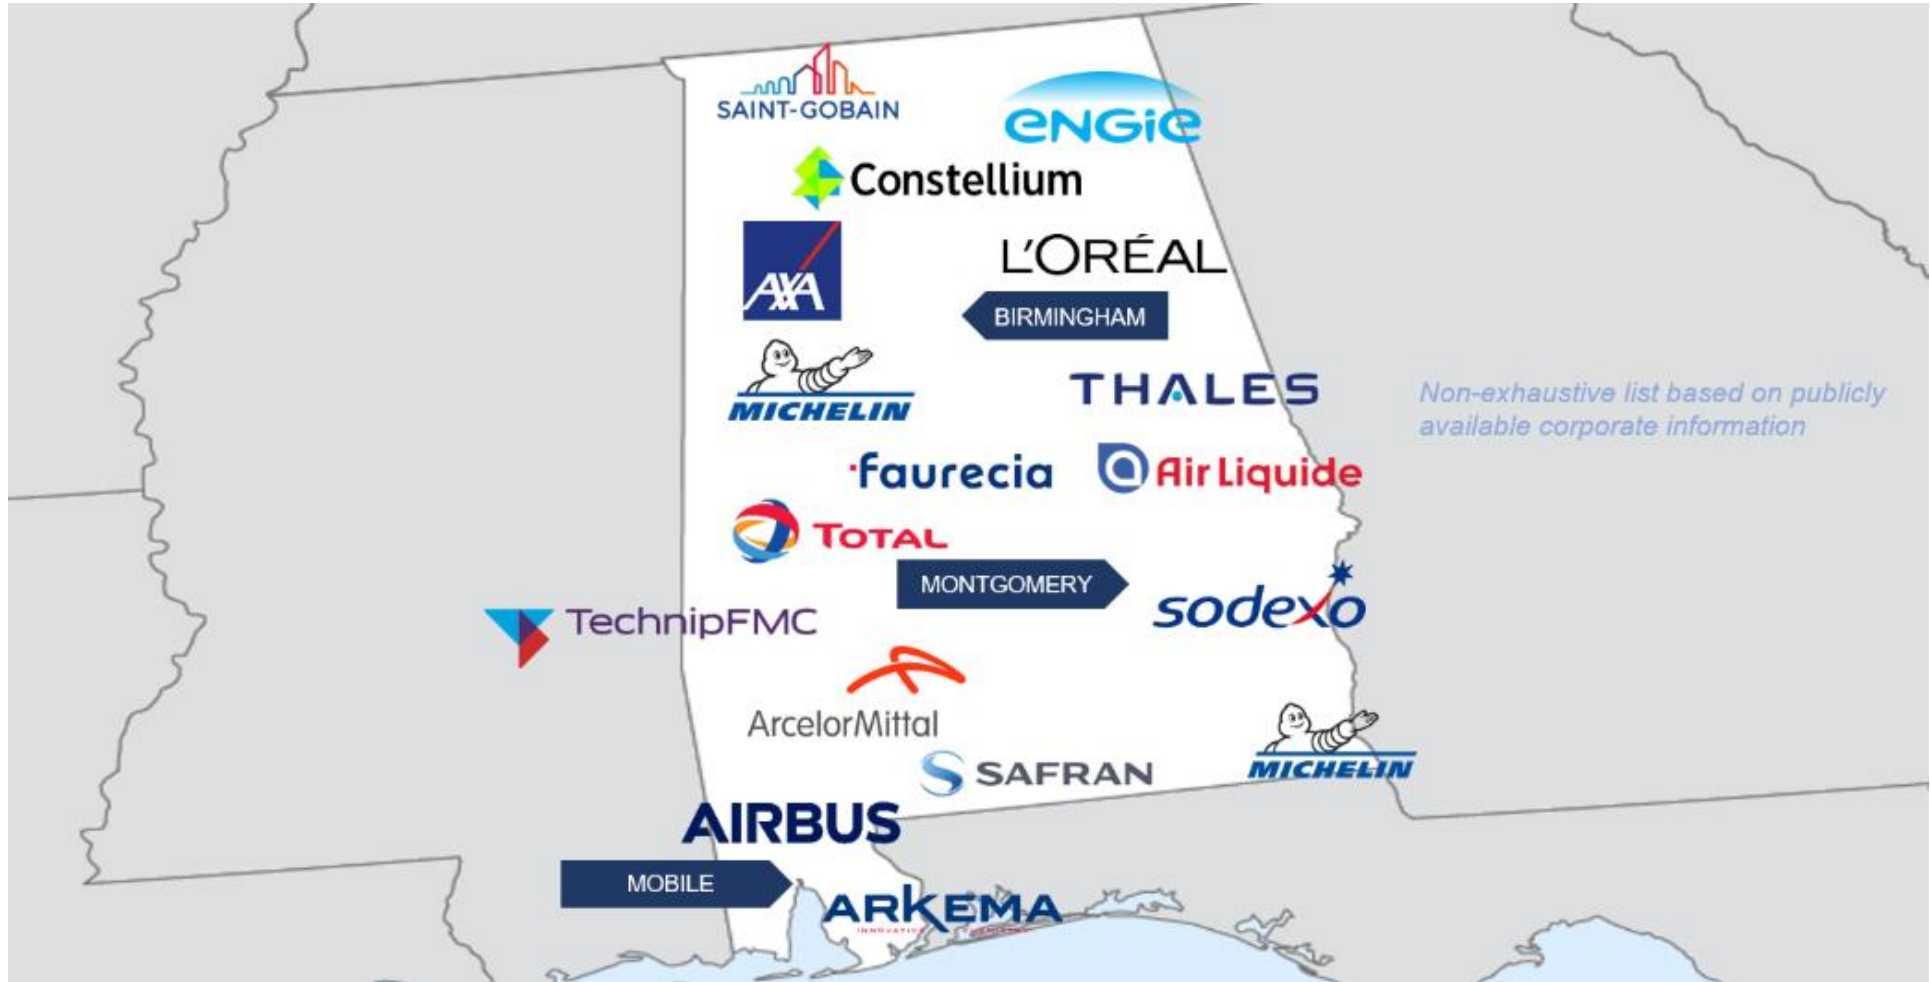 SAINT-GOBAIN
ENGIE
Constellium
AXA
L'ORÉAL
BIRMINGHAM
MICHELIN
THALES
Non-exhaustive list based on publicly
available corporate information
faurecia
Air Liquide
TOTAL
MONTGOMERY
sodexo
TechnipFMC
ArcelorMittal
SAFRAN
MICHELIN
AIRBUS
MOBILE
ARKEMA
INNOVATIVE